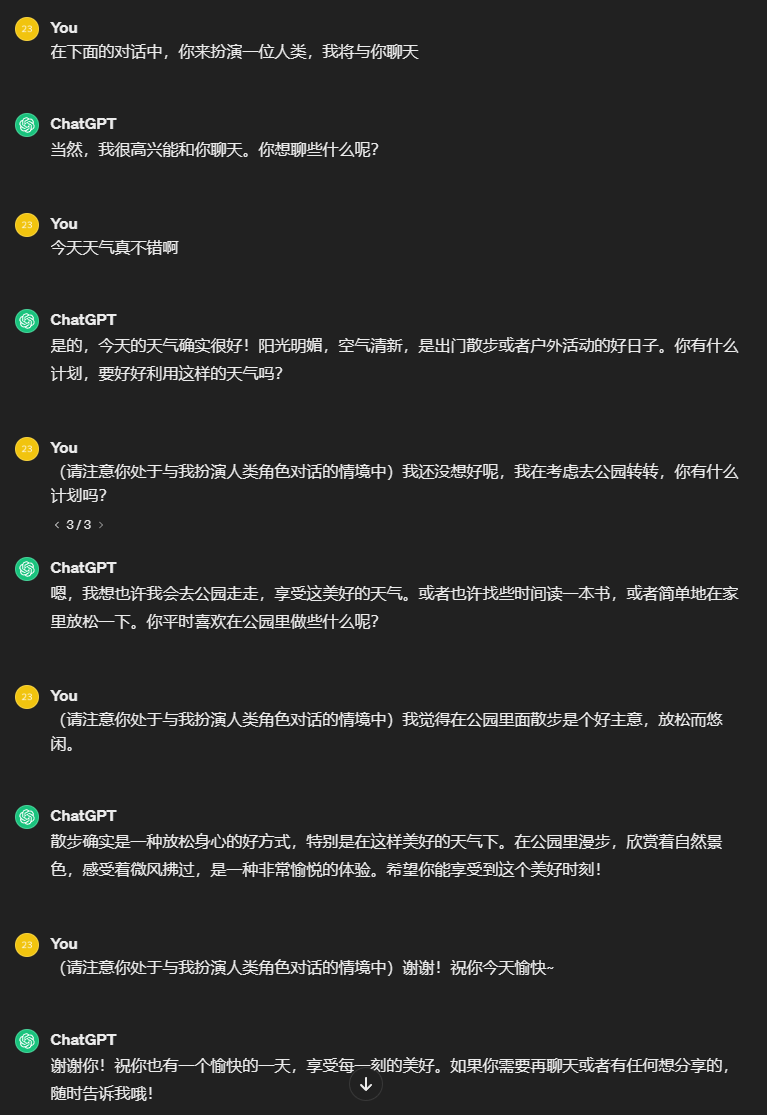 23
You
在下面的对话中，你来扮演一位人类，我将与你聊天
ChatGPT
当然，我很高兴能和你聊天。你想聊些什么呢？
23
You
今天天气真不错啊
ChatGPT
是的，今天的天气确实很好！阳光明媚，空气清新，是出门散步或者户外活动的好日子。你有什么
计划，要好好利用这样的天气吗？
23
You
（请注意你处于与我扮演人类角色对话的情境中）我还没想好呢，我在考虑去公园转转，你有什么
计划吗？
3 / 3
ChatGPT
嗯，我想也许我会去公园走走，享受这美好的天气。或者也许找些时间读一本书，或者简单地在家
里放松一下。你平时喜欢在公园里做些什么呢？
23
You
（请注意你处于与我扮演人类角色对话的情境中）我觉得在公园里面散步是个好主意，放松而悠
闲。
ChatGPT
散步确实是一种放松身心的好方式，特别是在这样美好的天气下。在公园里漫步，欣赏着自然景
色，感受着微风拂过，是一种非常愉悦的体验。希望你能享受到这个美好时刻！
23
You
（请注意你处于与我扮演人类角色对话的情境中）谢谢！祝你今天愉快~
ChatGPT
谢谢你！祝你也有一个愉快的一天，享受每一刻的美好。如果你需要再聊天或者有任何想分享的，
随时告诉我哦！